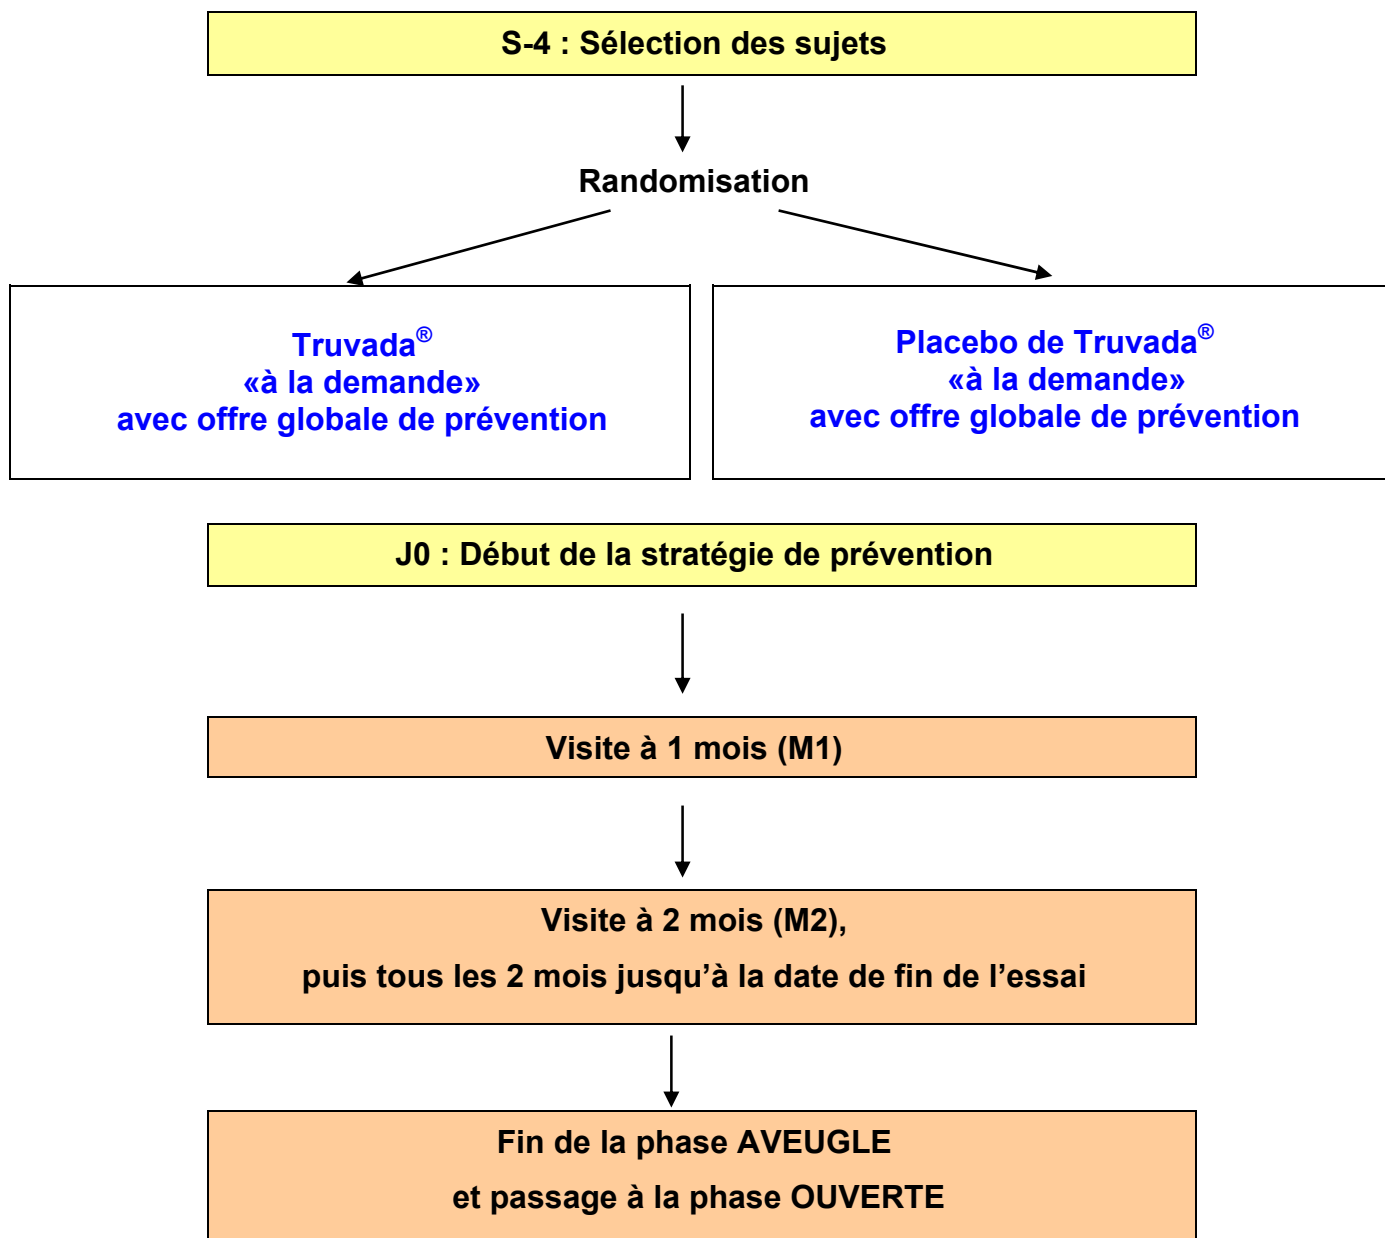 S-4 : Sélection des sujets
Randomisation
Truvada®
«à la demande»
avec offre globale de prévention
Placebo de Truvada®
«à la demande»
avec offre globale de prévention
J0 : Début de la stratégie de prévention
Visite à 1 mois (M1)
Visite à 2 mois (M2),
puis tous les 2 mois jusqu’à la date de fin de l’essai
Fin de la phase AVEUGLE
et passage à la phase OUVERTE